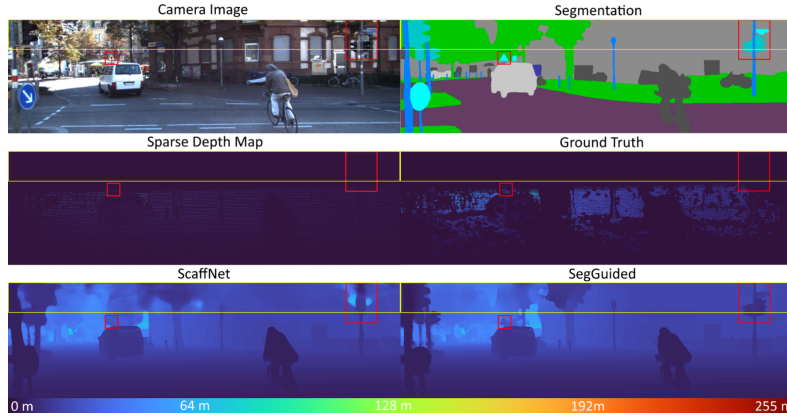 Camera Image
Segmentation
Sparse Depth Map
Ground Truth
ScaffNet
SegGuided
0 m 64 m 128 m 192m 255 m